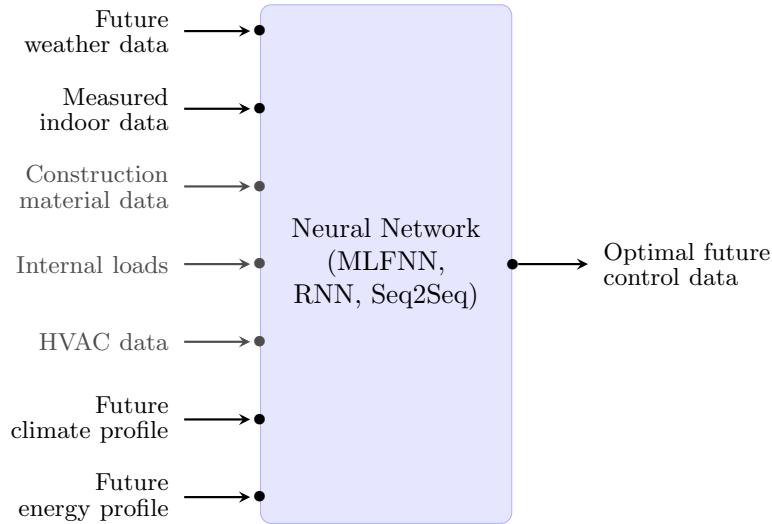 Future
weather data
Measured
indoor data
Construction
material data
Internal loads
HVAC data
Future
climate profile
Future
energy profile
Neural Network
(MLFNN,
RNN, Seq2Seq)
Optimal future
control data